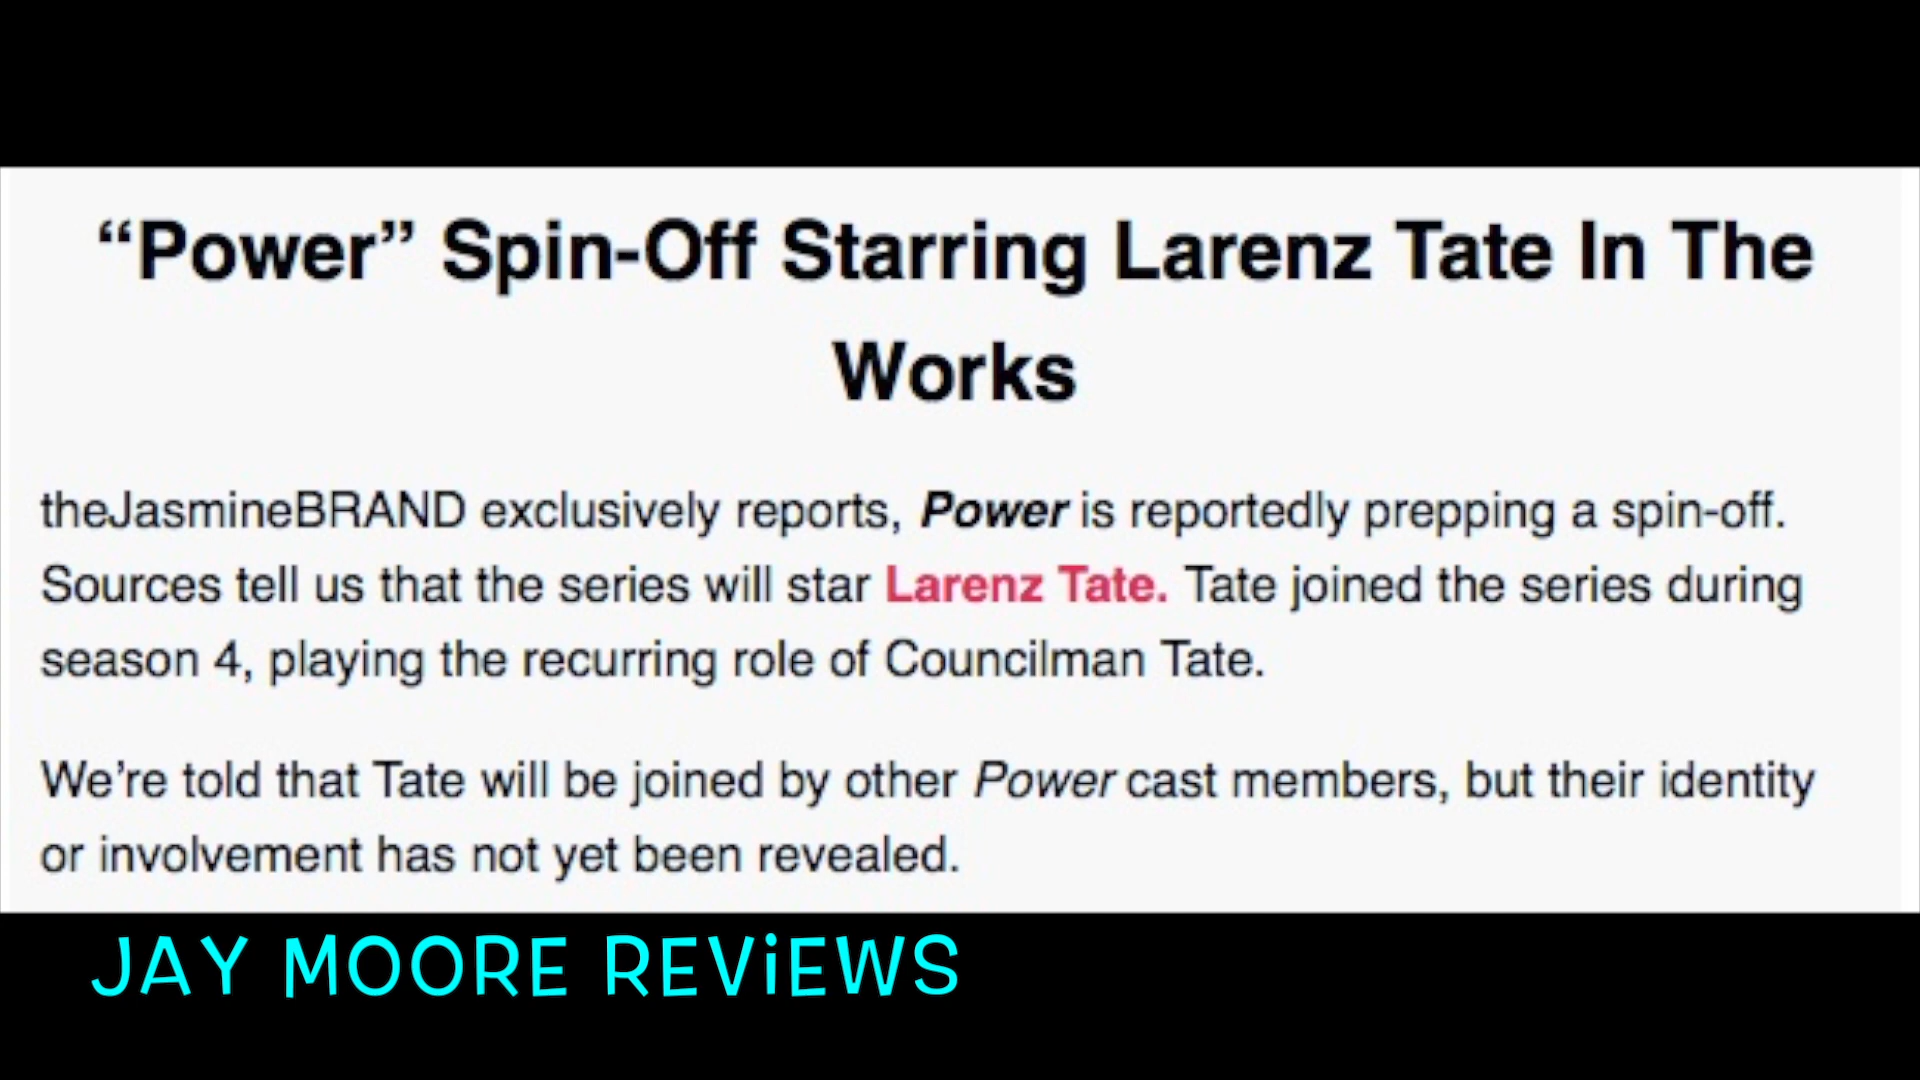 “Power” Spin-Off Starring Larenz Tate In The
Works
theJasmineBRAND exclusively reports, Power is reportedly prepping a spin-off.
Sources tell us that the series will star Larenz Tate. Tate joined the series during
season 4, playing the recurring role of Councilman Tate.
We’re told that Tate will be joined by other Power cast members, but their identity
or involvement has not yet been revealed.
JAY MOORE REViEWS